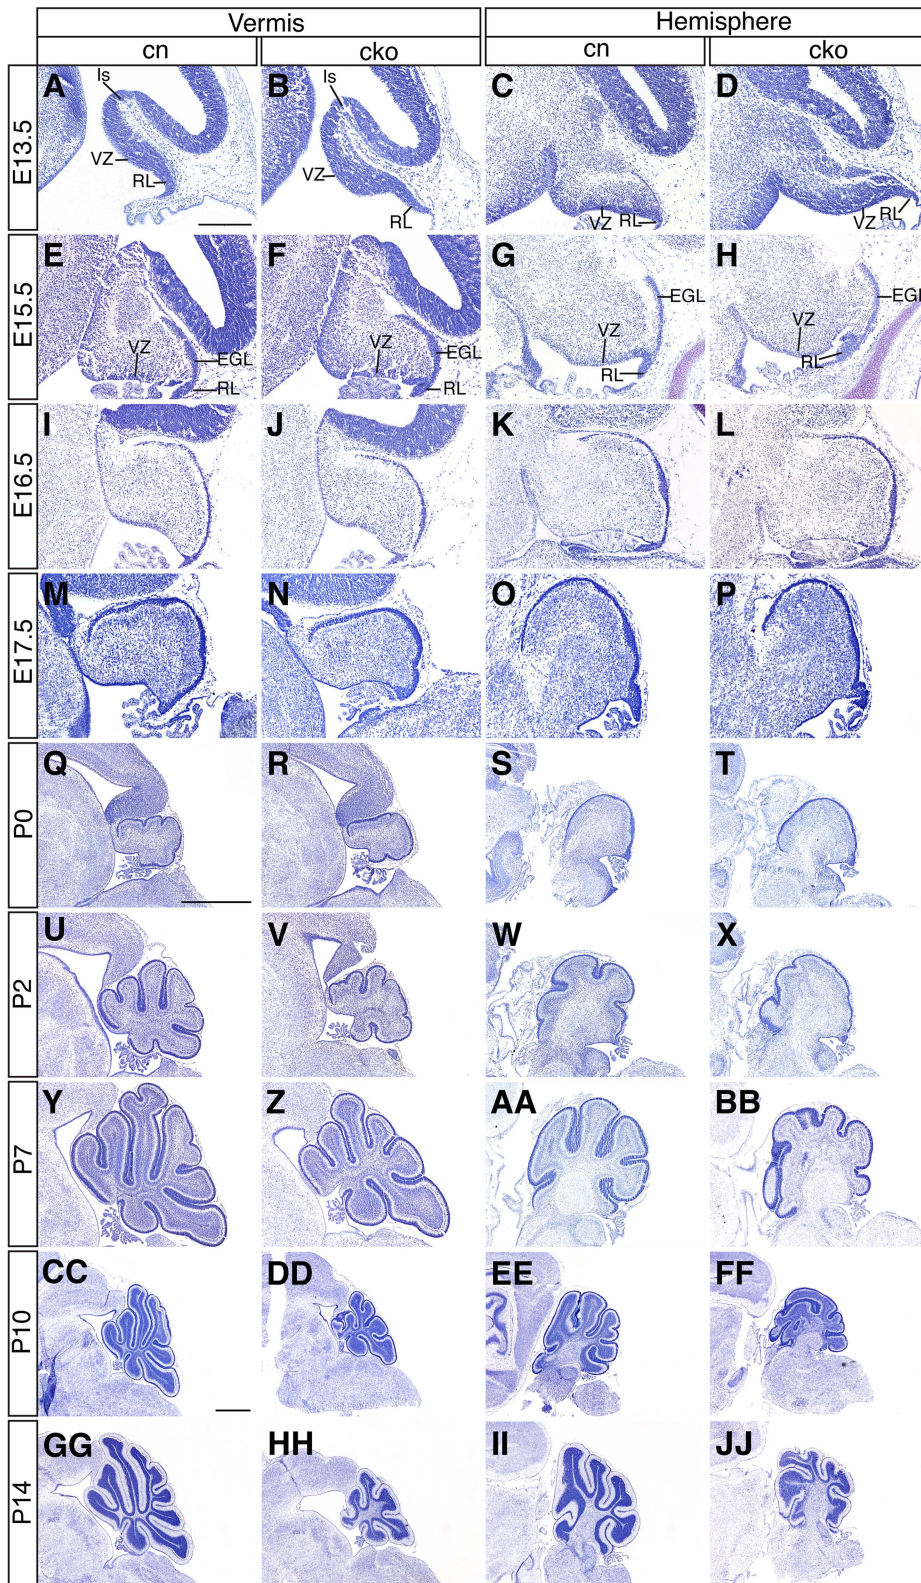 Vermis Hemisphere
cn cko cn cko
E13.5
A B C D
Is Is
VZ VZ
RL RL VZ RL VZ RL
E15.5
E F G H
VZ VZ VZ VZ
EGL EGL EGL EGL
RL RL RL RL
E16.5
I J K L
E17.5
M N O P
P0
Q R S T
P2
U V W X
P7
Y Z AA BB
P10
CC DD EE FF
P14
GG HH II JJ